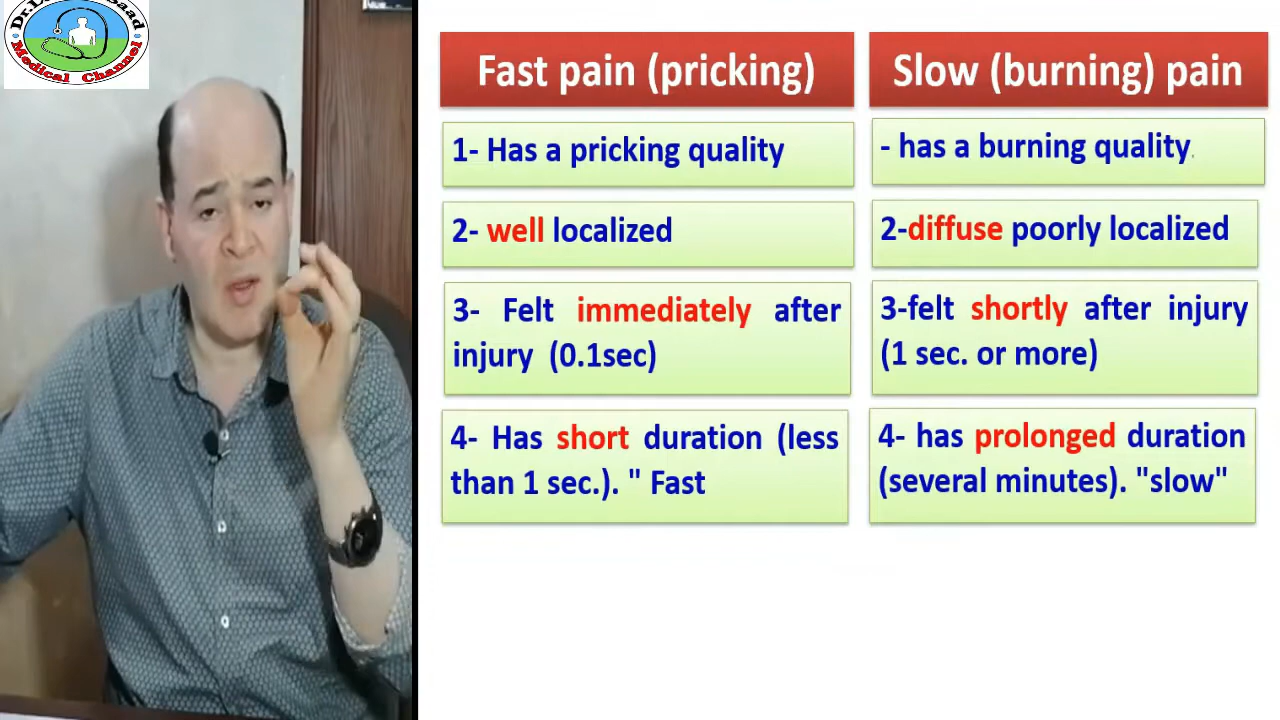 Dr.
saad
Medical Channel
Fast pain (pricking)
Slow (burning) pain
1- Has a pricking quality
- has a burning quality.
2- well localized
2-diffuse poorly localized
3- Felt immediately after
injury (0.1sec)
3-felt shortly after injury
(1 sec. or more)
4- Has short duration (less
than 1 sec.). " Fast
4- has prolonged duration
(several minutes). "slow"